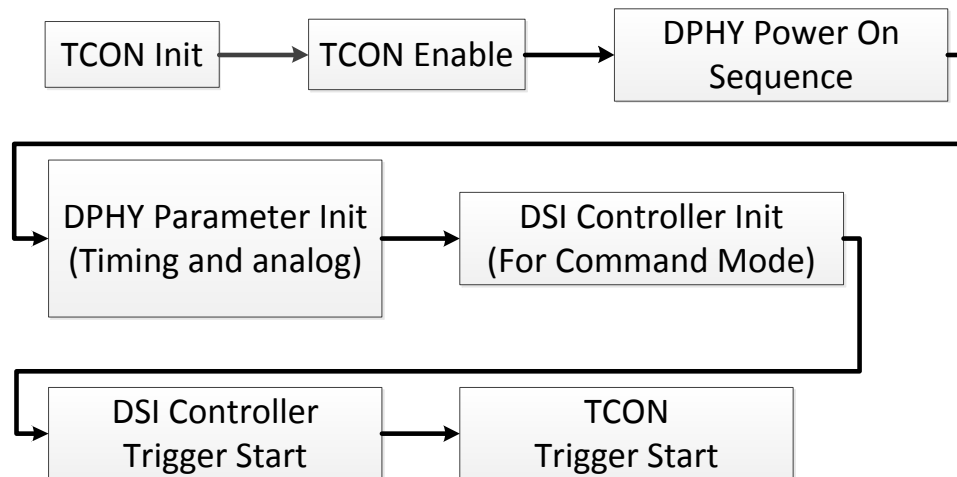 TCON Init
TCON Enable
DPHY Power On
Sequence
DPHY Parameter Init
(Timing and analog)
DSI Controller Init
(For Command Mode)
DSI Controller
Trigger Start
TCON
Trigger Start